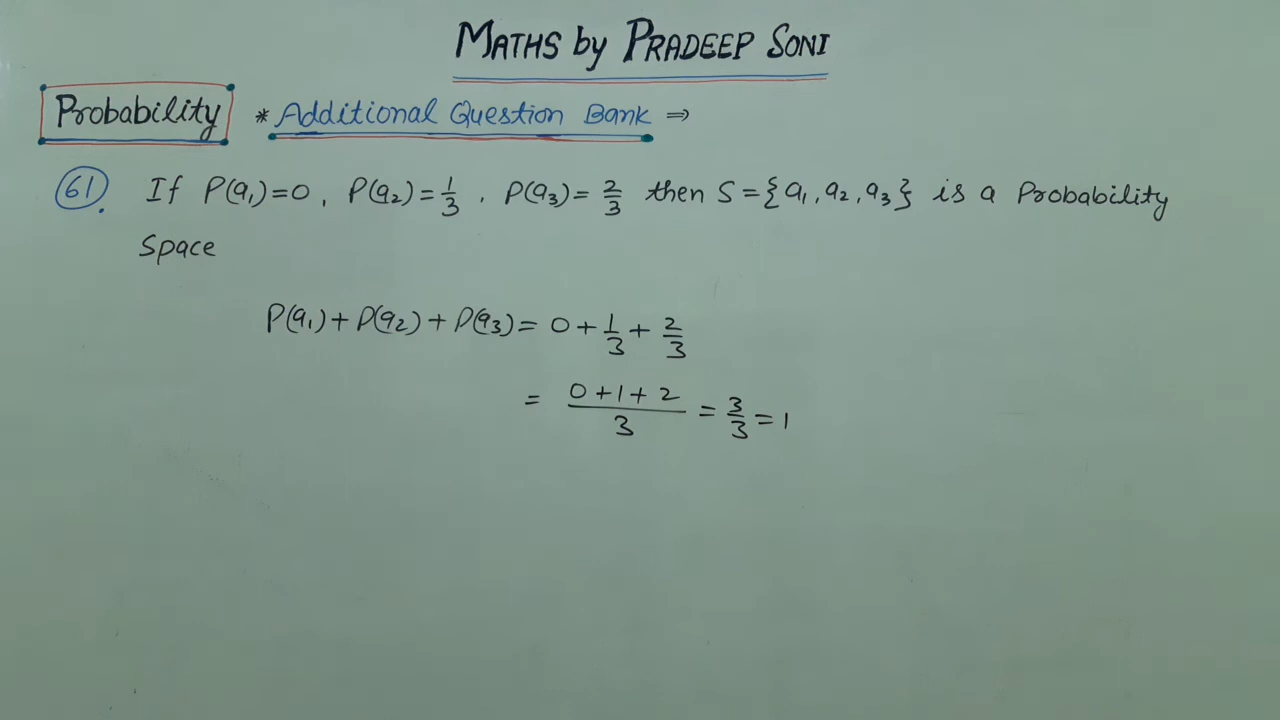 MATHS by PRADEEP SONI
Probability * Additional Question Bank ⇒
61. If P(a₁)=0, P(a₂)=1/3, P(a₃)=2/3 then S={a₁,a₂,a₃} is a Probability
Space
P(a₁)+P(a₂)+P(a₃)= 0+1/3+2/3
= (0+1+2)/3 = 3/3 = 1